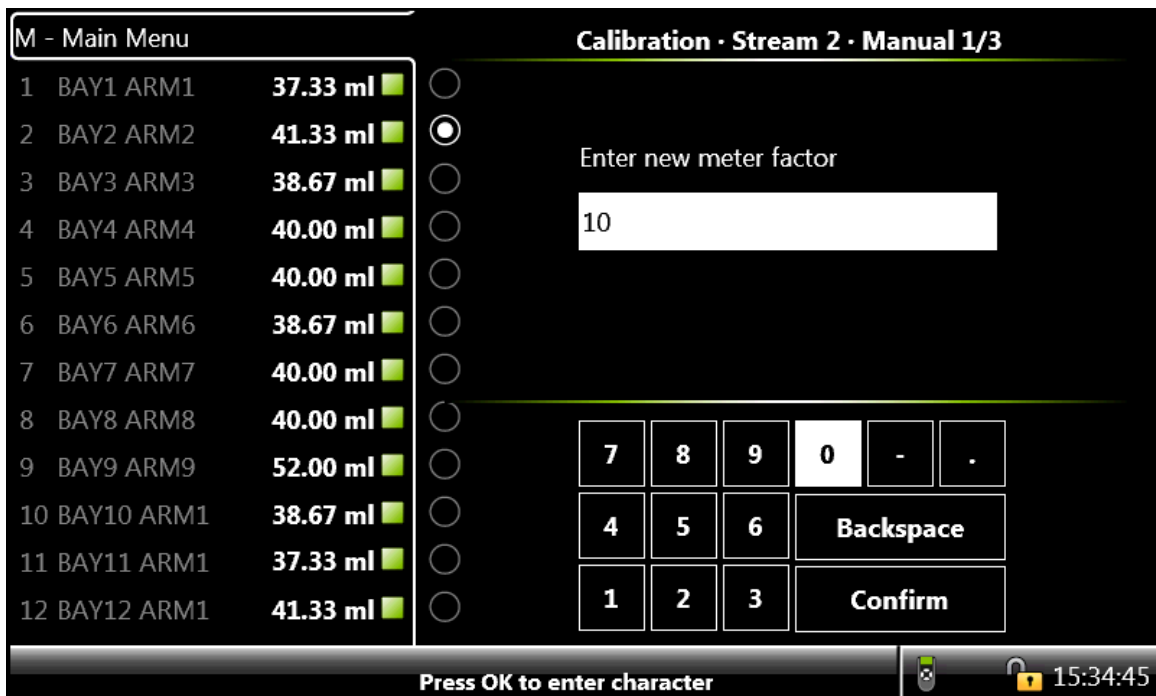 M - Main Menu
1 BAY1 ARM1 37.33 ml
2 BAY2 ARM2 41.33 ml
3 BAY3 ARM3 38.67 ml
4 BAY4 ARM4 40.00 ml
5 BAY5 ARM5 40.00 ml
6 BAY6 ARM6 38.67 ml
7 BAY7 ARM7 40.00 ml
8 BAY8 ARM8 40.00 ml
9 BAY9 ARM9 52.00 ml
10 BAY10 ARM1 38.67 ml
11 BAY11 ARM1 37.33 ml
12 BAY12 ARM1 41.33 ml
Calibration · Stream 2 · Manual 1/3
Enter new meter factor
10
7 8 9 0 - .
4 5 6 Backspace
1 2 3 Confirm
Press OK to enter character
15:34:45